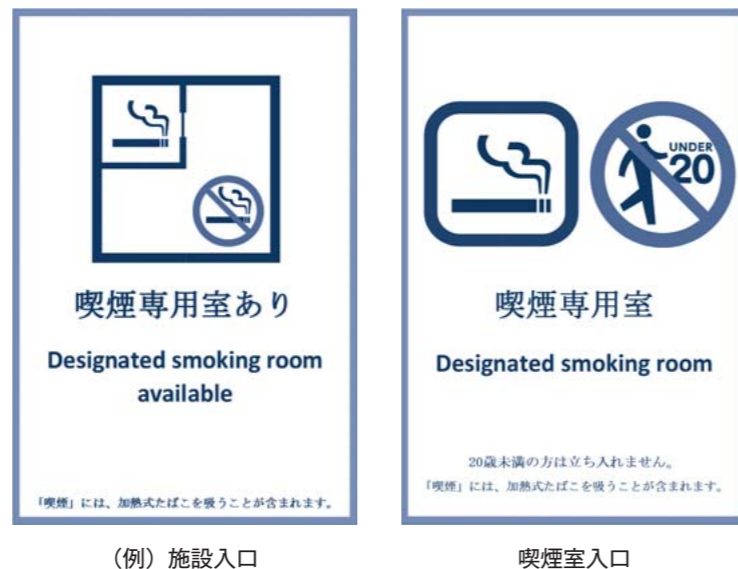 喫煙専用室あり
Designated smoking room
available
「喫煙」には、加熱式たばこを吸うことが含まれます。
(例)施設入口
UNDER
20
喫煙専用室
Designated smoking room
20歳未満の方は立ち入れません。
「喫煙」には、加熱式たばこを吸うことが含まれます。
喫煙室入口